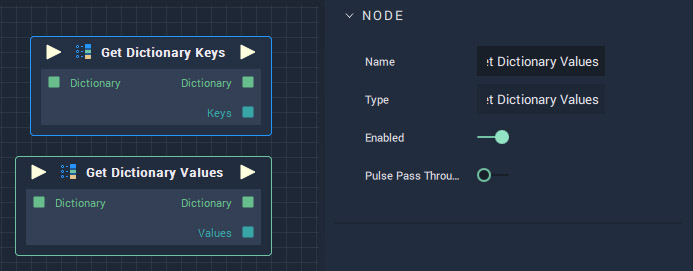 Get Dictionary Keys
Dictionary Dictionary
Keys
Get Dictionary Values
Dictionary Dictionary
Values
NODE
Name et Dictionary Values
Type et Dictionary Values
Enabled
Pulse Pass Throu...